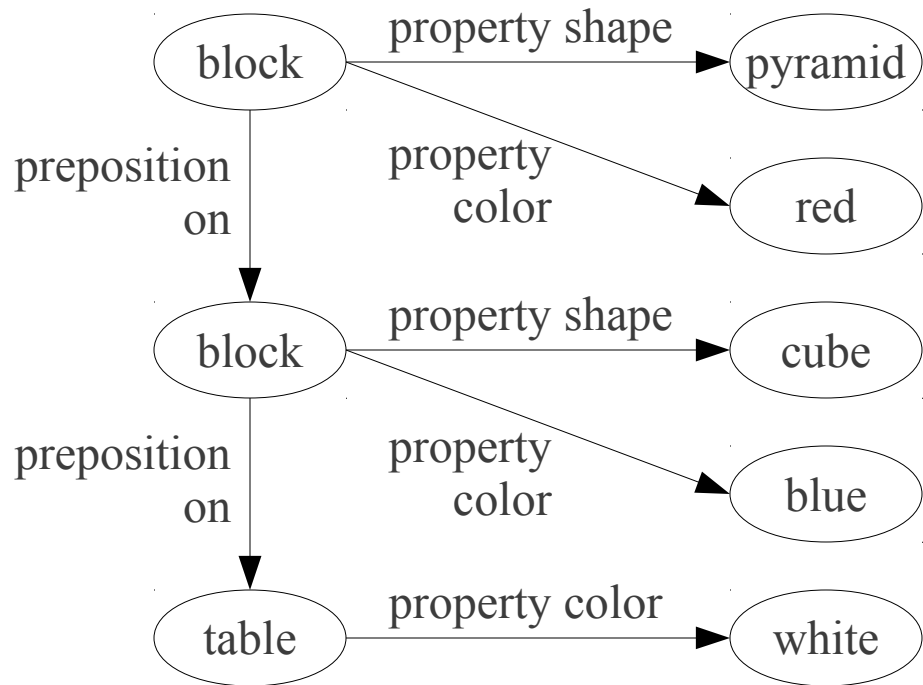 property shape
block
pyramid
preposition
on
property
color
red
property shape
block
cube
preposition
on
property
color
blue
property color
table
white